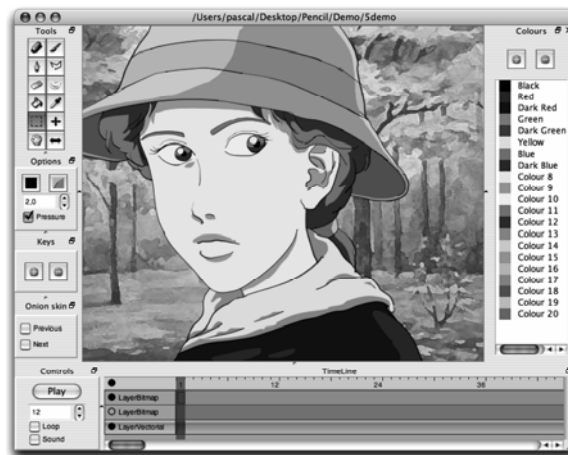 /Users/pascal/Desktop/Pencil/Demo/5demo
Tools
Options
2,0
Pressure
Keys
Onion skin
Previous
Next
Colours
Black
Red
Dark Red
Green
Dark Green
Yellow
Blue
Dark Blue
Colour 8
Colour 9
Colour 10
Colour 11
Colour 12
Colour 13
Colour 14
Colour 15
Colour 16
Colour 17
Colour 18
Colour 19
Colour 20
Controls
Play
12
Loop
Sound
TimeLine
1 12 24 36
LayerBitmap
LayerBitmap
LayerVectorial